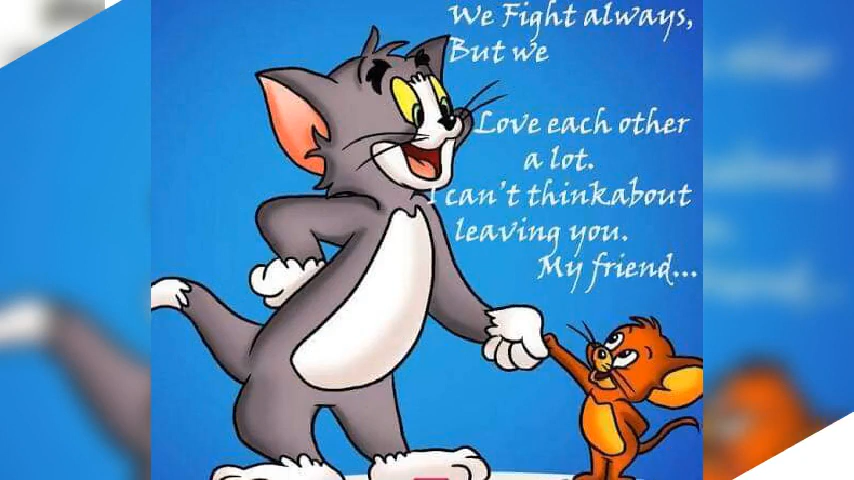 We Fight always,
But we
Love each other
a lot.
I can't thinkabout
leaving you.
My friend...